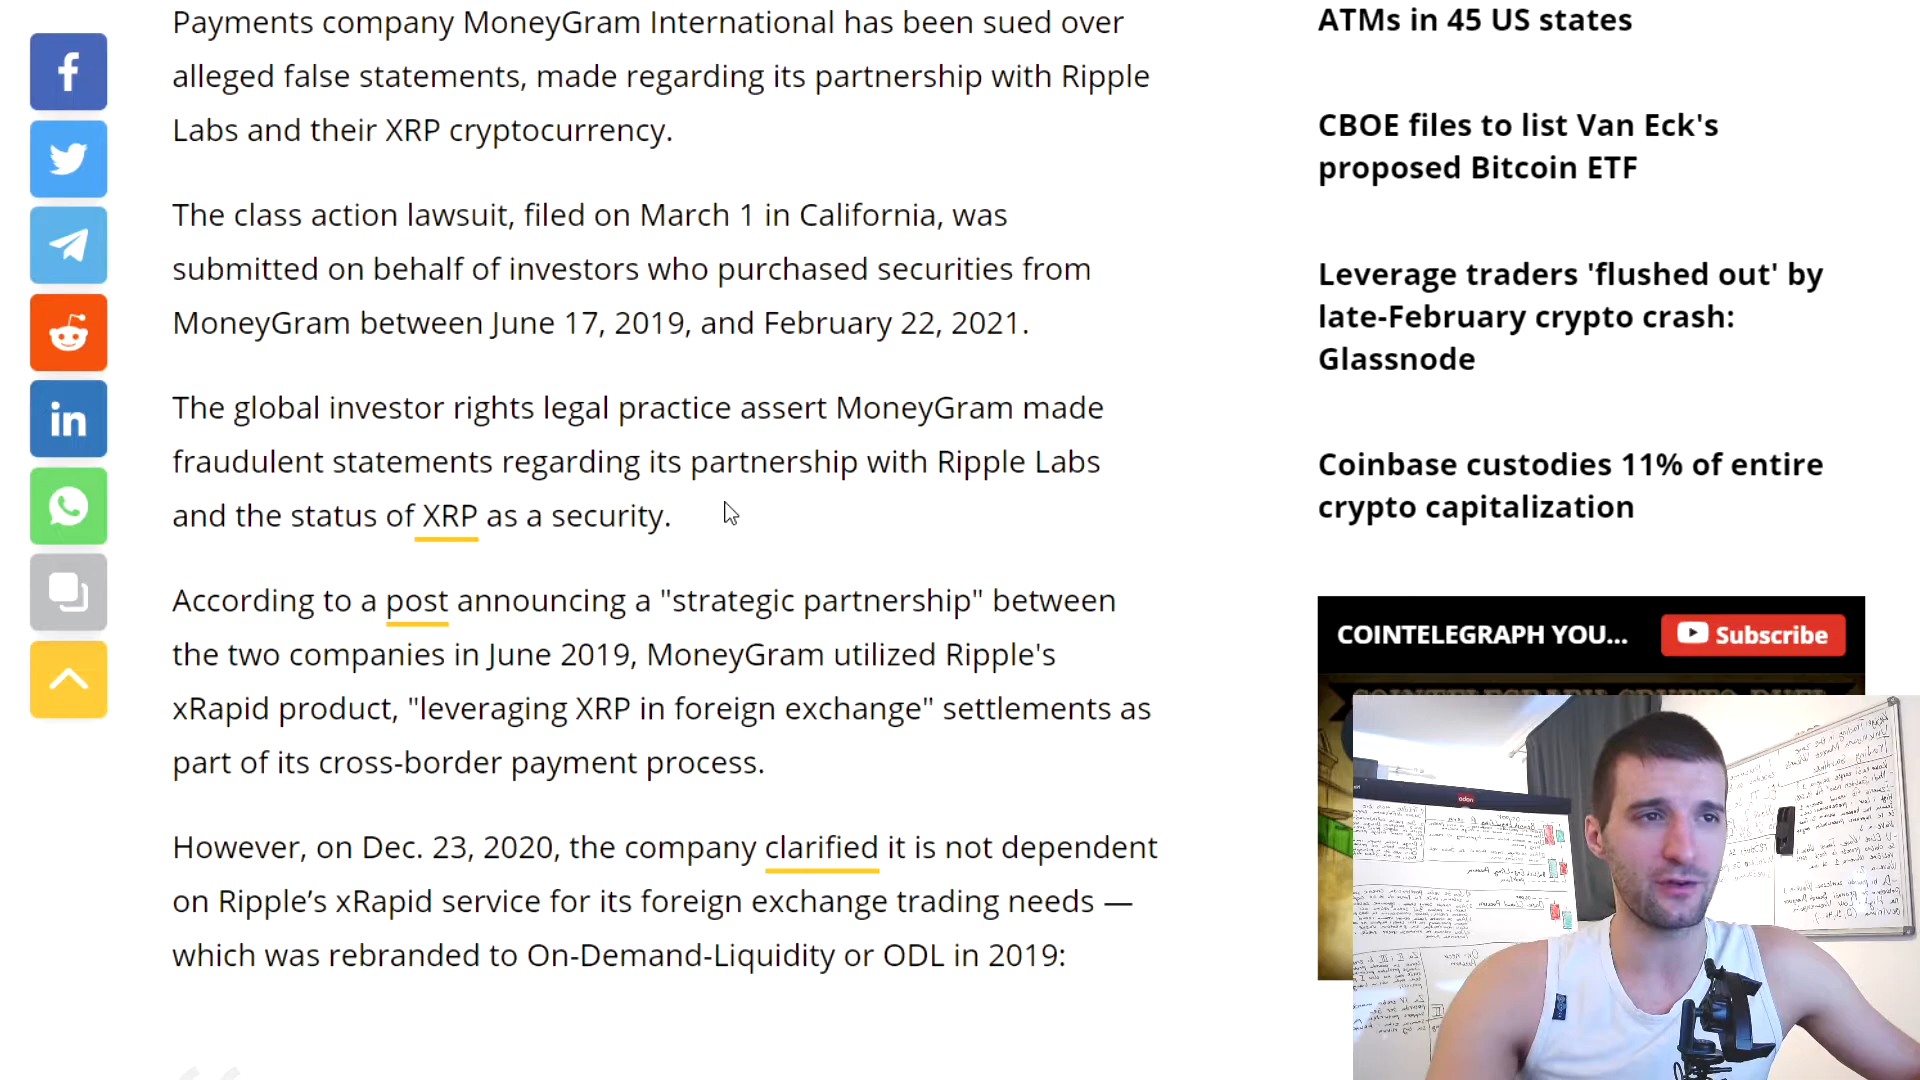 Payments company MoneyGram International has been sued over
alleged false statements, made regarding its partnership with Ripple
Labs and their XRP cryptocurrency.
The class action lawsuit, filed on March 1 in California, was
submitted on behalf of investors who purchased securities from
MoneyGram between June 17, 2019, and February 22, 2021.
The global investor rights legal practice assert MoneyGram made
fraudulent statements regarding its partnership with Ripple Labs
and the status of XRP as a security.
According to a post announcing a "strategic partnership" between
the two companies in June 2019, MoneyGram utilized Ripple's
xRapid product, "leveraging XRP in foreign exchange" settlements as
part of its cross-border payment process.
However, on Dec. 23, 2020, the company clarified it is not dependent
on Ripple’s xRapid service for its foreign exchange trading needs —
which was rebranded to On-Demand-Liquidity or ODL in 2019:
ATMs in 45 US states
CBOE files to list Van Eck's
proposed Bitcoin ETF
Leverage traders 'flushed out' by
late-February crypto crash:
Glassnode
Coinbase custodies 11% of entire
crypto capitalization
COINTELEGRAPH YOU...
Subscribe